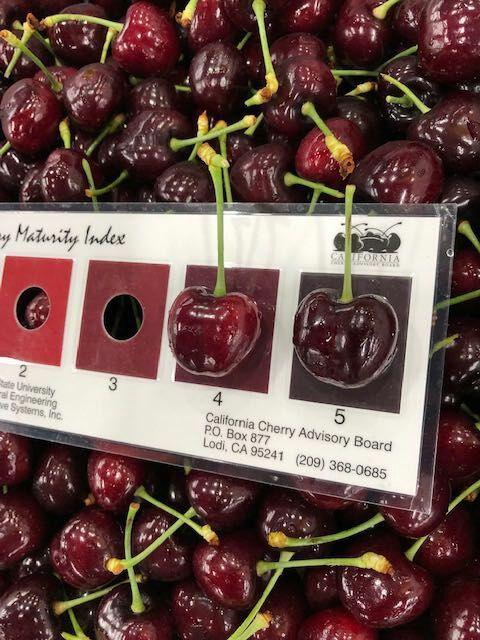 y Maturity Index
CALIFORNIA
2
3
4
5
State University
ral Engineering
ve Systems, Inc.
California Cherry Advisory Board
P.O. Box 877
Lodi, CA 95241 (209) 368-0685